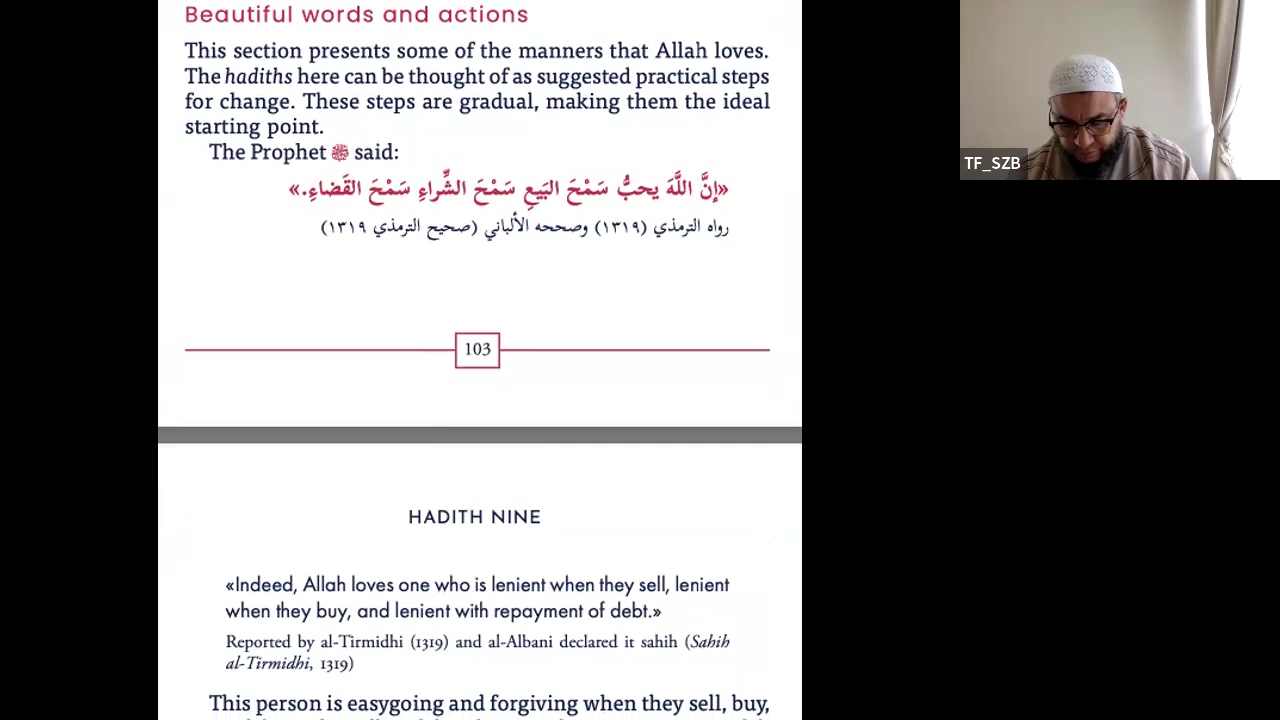 Beautiful words and actions
This section presents some of the manners that Allah loves.
The hadiths here can be thought of as suggested practical steps
for change. These steps are gradual, making them the ideal
starting point.
The Prophet ﷺ said:
«إنَّ اللَّهَ يحبُّ سَمْحَ البَيعِ سَمْحَ الشِّراءِ سَمْحَ القَضاءِ.»
رواه الترمذي (١٣١٩) وصححه الألباني (صحيح الترمذي ١٣١٩)
103
HADITH NINE
«Indeed, Allah loves one who is lenient when they sell, lenient
when they buy, and lenient with repayment of debt.»
Reported by al-Tirmidhi (1319) and al-Albani declared it sahih (Sahih
al-Tirmidhi, 1319)
This person is easygoing and forgiving when they sell, buy,
TF_SZB